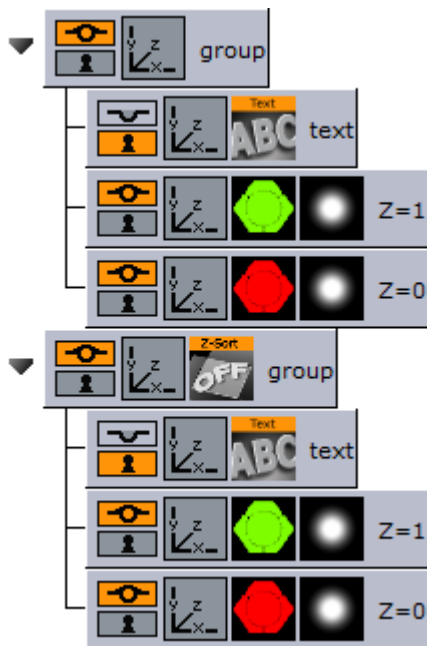 y z x
group
Text
y z x ABC text
y z x Z=1
y z x Z=0
Z-Sort
y z x OFF group
Text
y z x ABC text
y z x Z=1
y z x Z=0